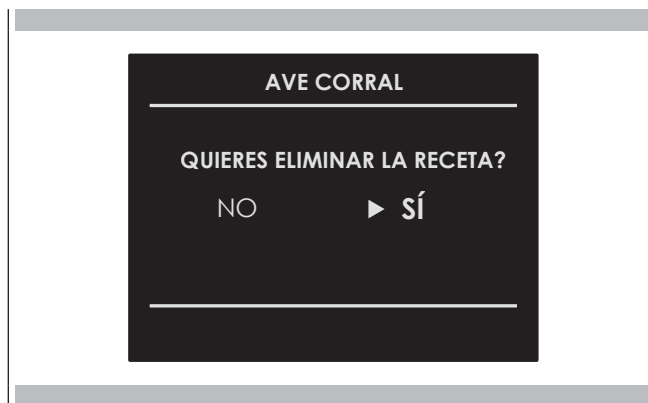 AVE CORRAL
QUIERES ELIMINAR LA RECETA?
NO ▶ SÍ